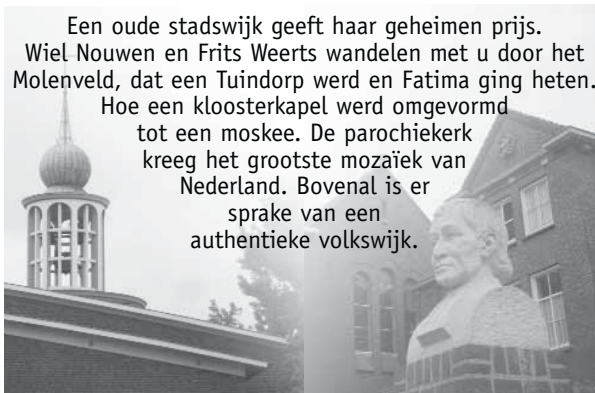 Een oude stadswijk geeft haar geheimen prijs.
Wiel Nouwen en Frits Weerts wandelen met u door het
Molenveld, dat een Tuindorp werd en Fatima ging heten.
Hoe een kloosterkapel werd omgevormd
tot een moskee. De parochiekerk
kreeg het grootste mozaïek van
Nederland. Bovenal is er
sprake van een
authentieke volkswijk.